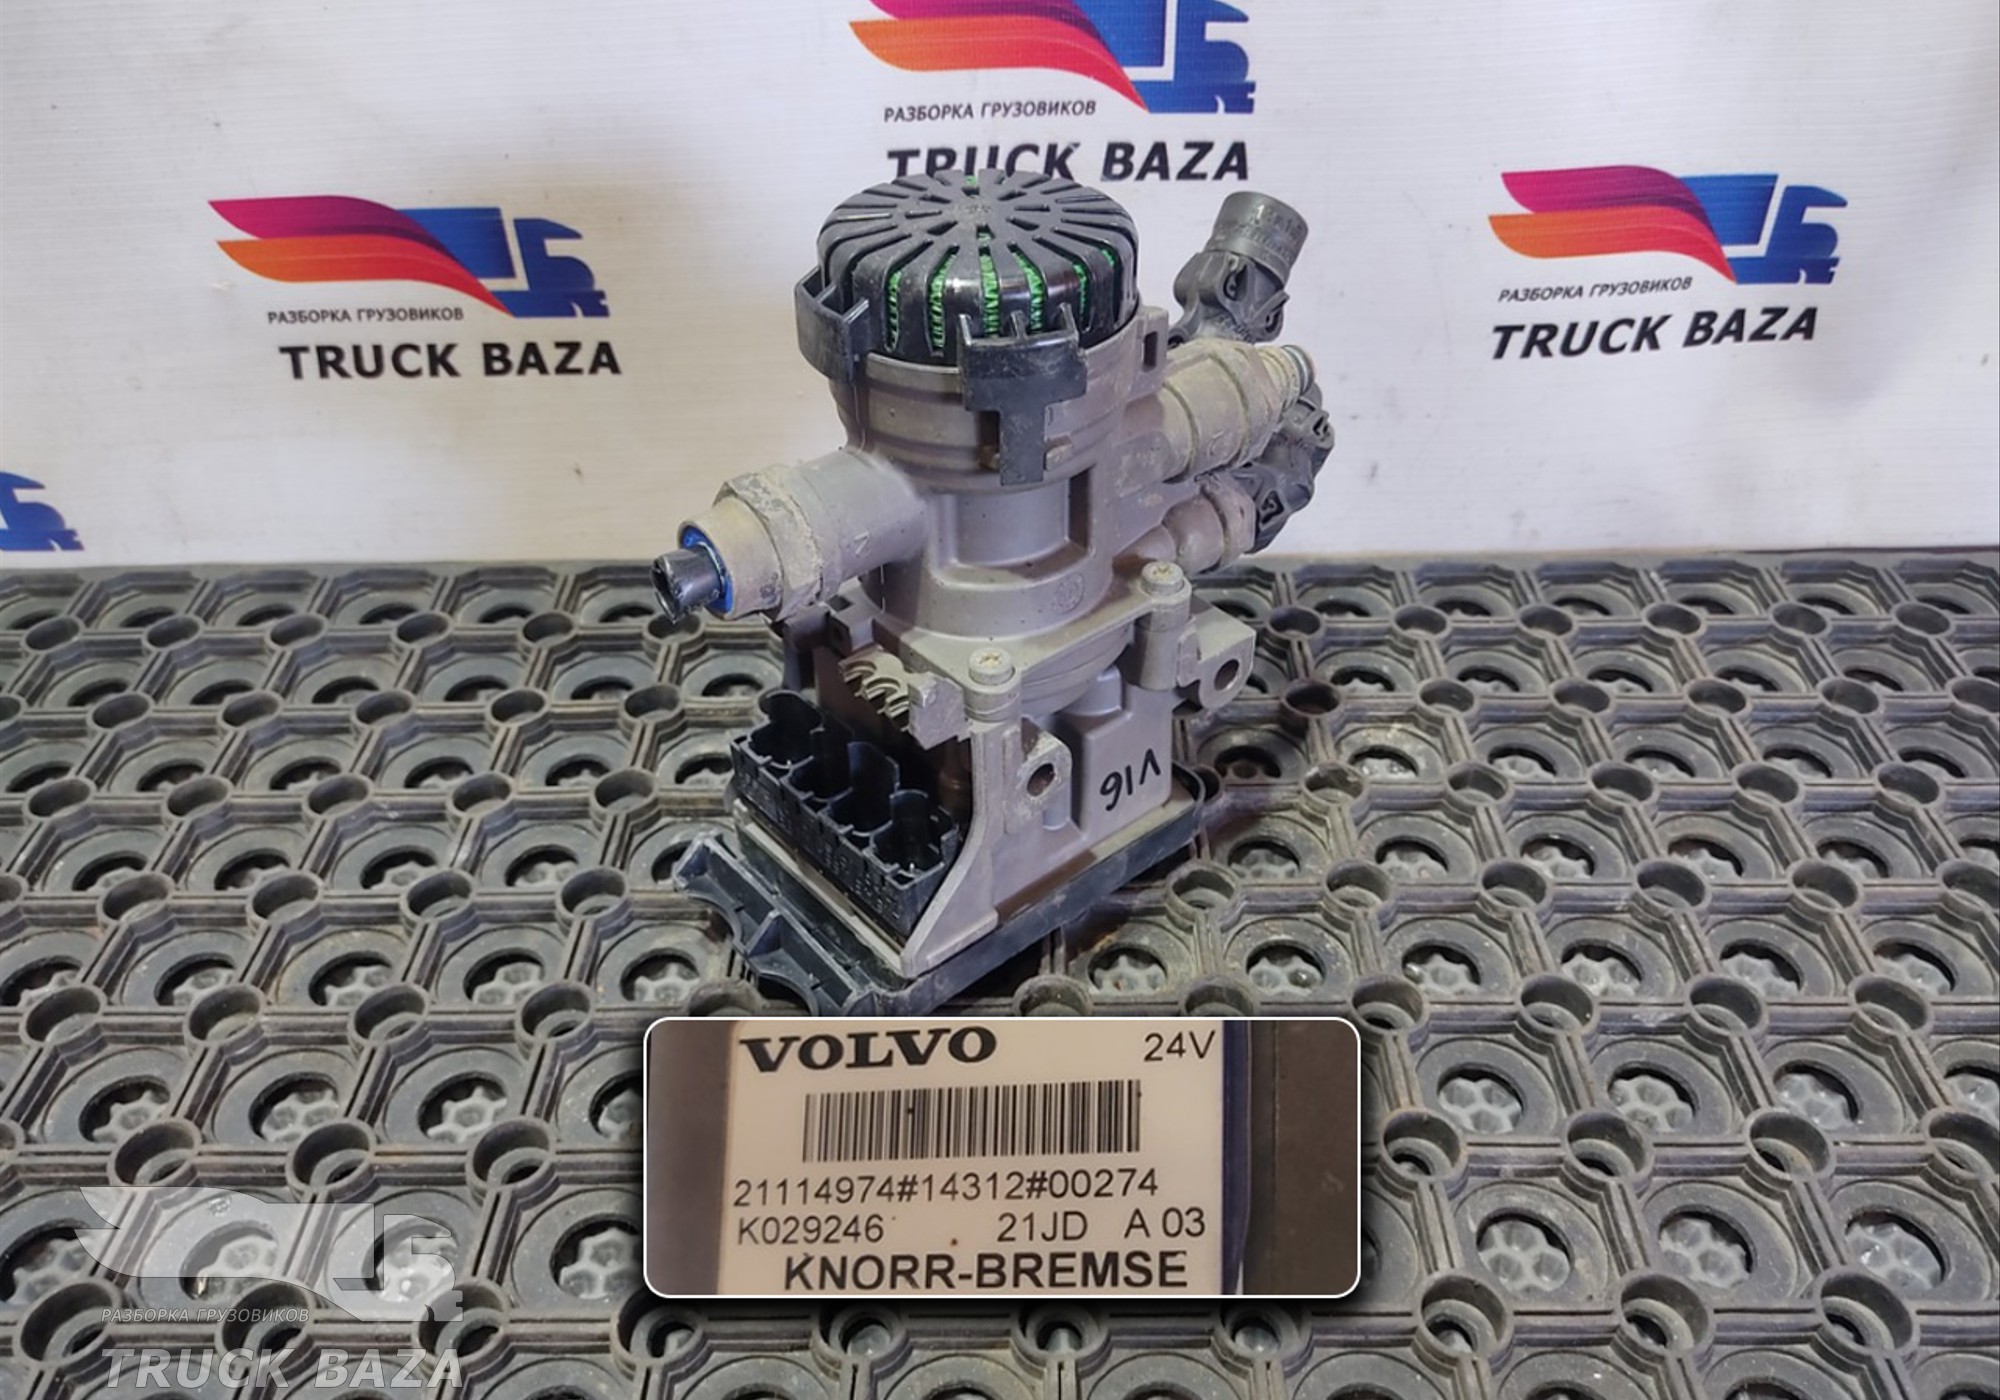 РАЗБОРКА ГРУЗОВИКОВ
TRUCK BAZA
РАЗБОРКА ГРУЗОВИКОВ
TRUCK BAZA
РАЗБОРКА ГРУЗОВИКОВ
TRUCK BAZA
V16
VOLVO 24V
21114974#14312#00274
K029246 21JD A 03
KNORR-BREMSE
РАЗБОРКА ГРУЗОВИКОВ
TRUCK BAZA